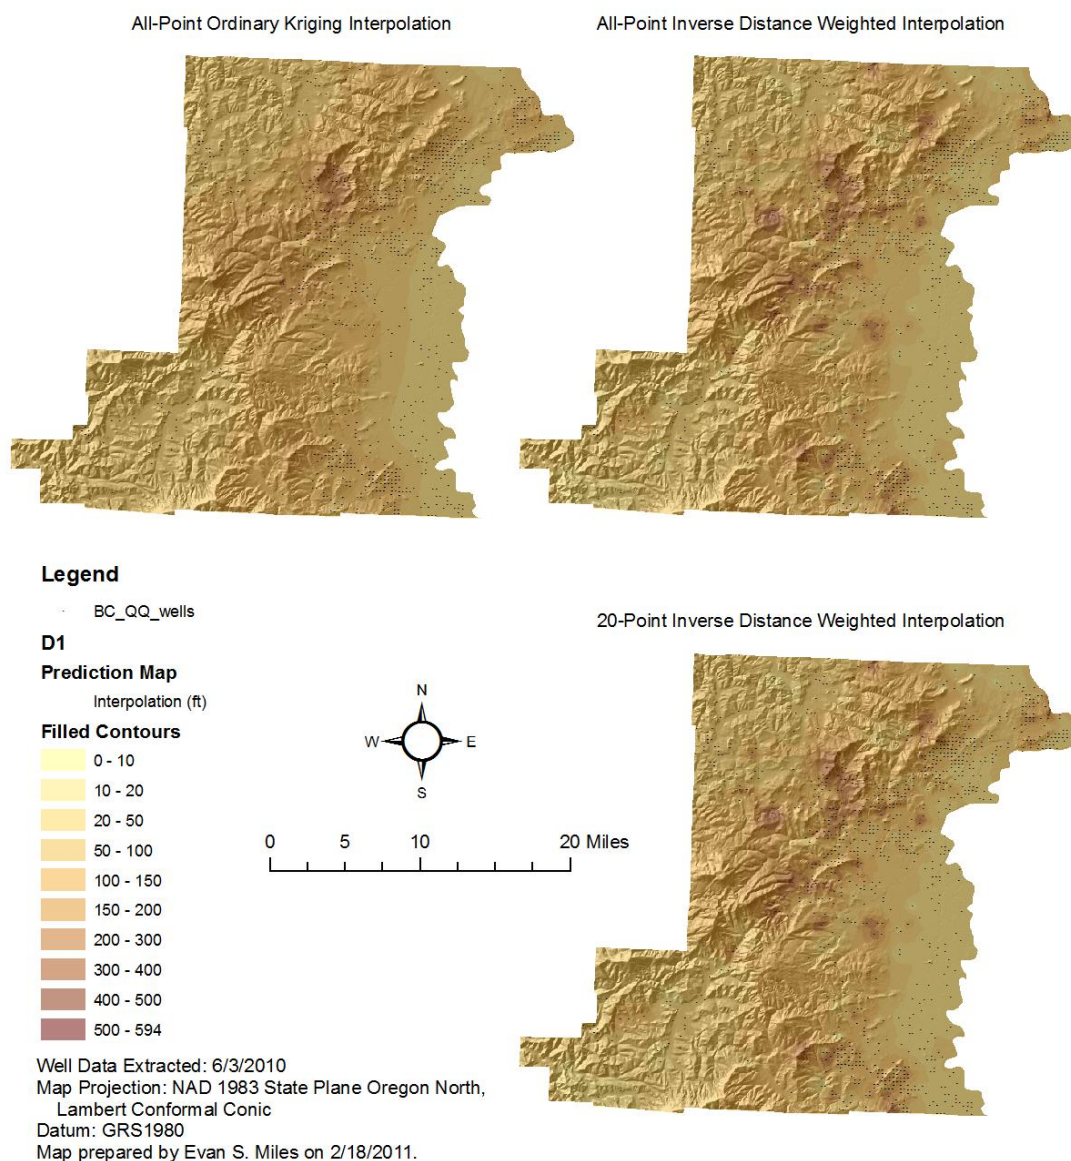 All-Point Ordinary Kriging Interpolation
All-Point Inverse Distance Weighted Interpolation
Legend
BC_QQ_wells
D1
Prediction Map
Interpolation (ft)
Filled Contours
0 - 10
10 - 20
20 - 50
50 - 100
100 - 150
150 - 200
200 - 300
300 - 400
400 - 500
500 - 594
N
W E
S
0 5 10 20 Miles
20-Point Inverse Distance Weighted Interpolation
Well Data Extracted: 6/3/2010
Map Projection: NAD 1983 State Plane Oregon North,
Lambert Conformal Conic
Datum: GRS1980
Map prepared by Evan S. Miles on 2/18/2011.